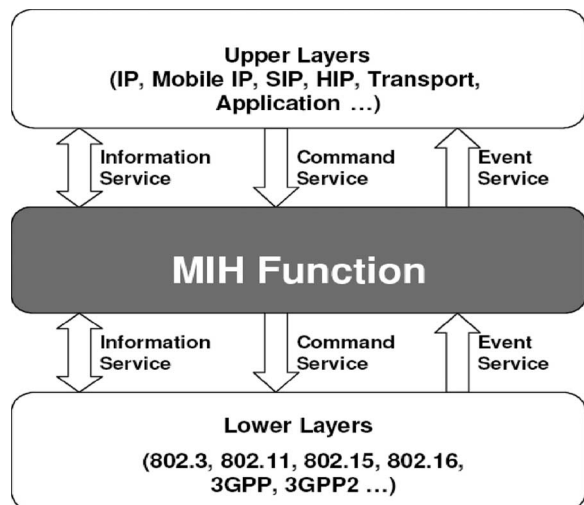 Upper Layers
(IP, Mobile IP, SIP, HIP, Transport,
Application ...)
Information
Service
Command
Service
Event
Service
MIH Function
Information
Service
Command
Service
Event
Service
Lower Layers
(802.3, 802.11, 802.15, 802.16,
3GPP, 3GPP2 ...)